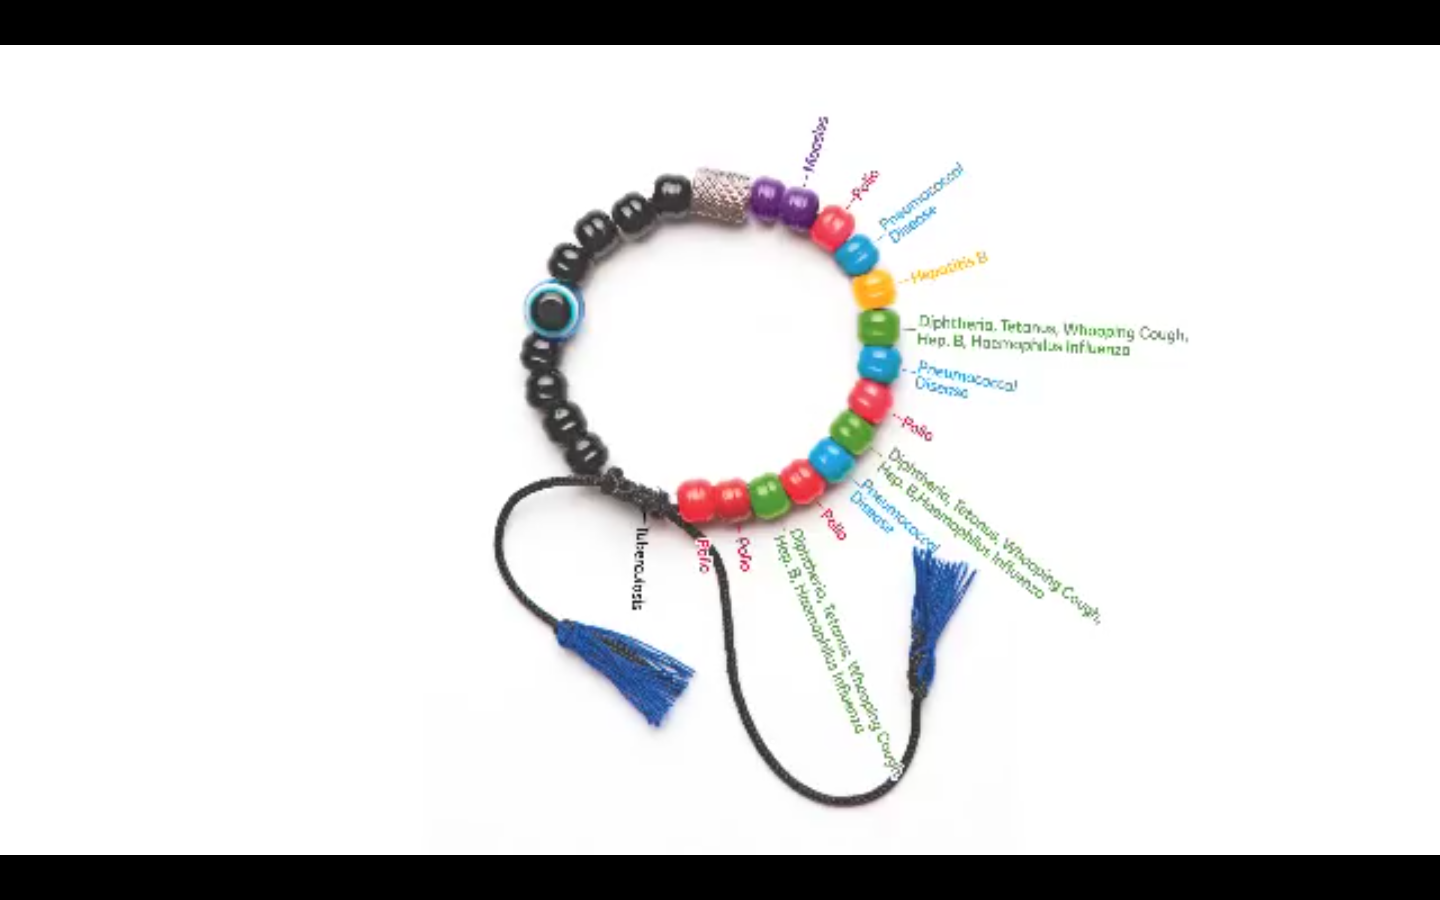 Measles
Polio
Pneumococcal
Disease
Hepatitis B
Diphtheria, Tetanus, Whooping Cough,
Hep. B, Haemophilus Influenza
Pneumococcal
Disease
Polio
Diphtheria, Tetanus, Whooping Cough,
Hep. B,Haemophilus Influenza
Pneumococcal
Disease
Polio
Diphtheria, Tetanus, Whooping Cough,
Hep. B, Haemophilus Influenza
Polio
Polio
Tuberculosis